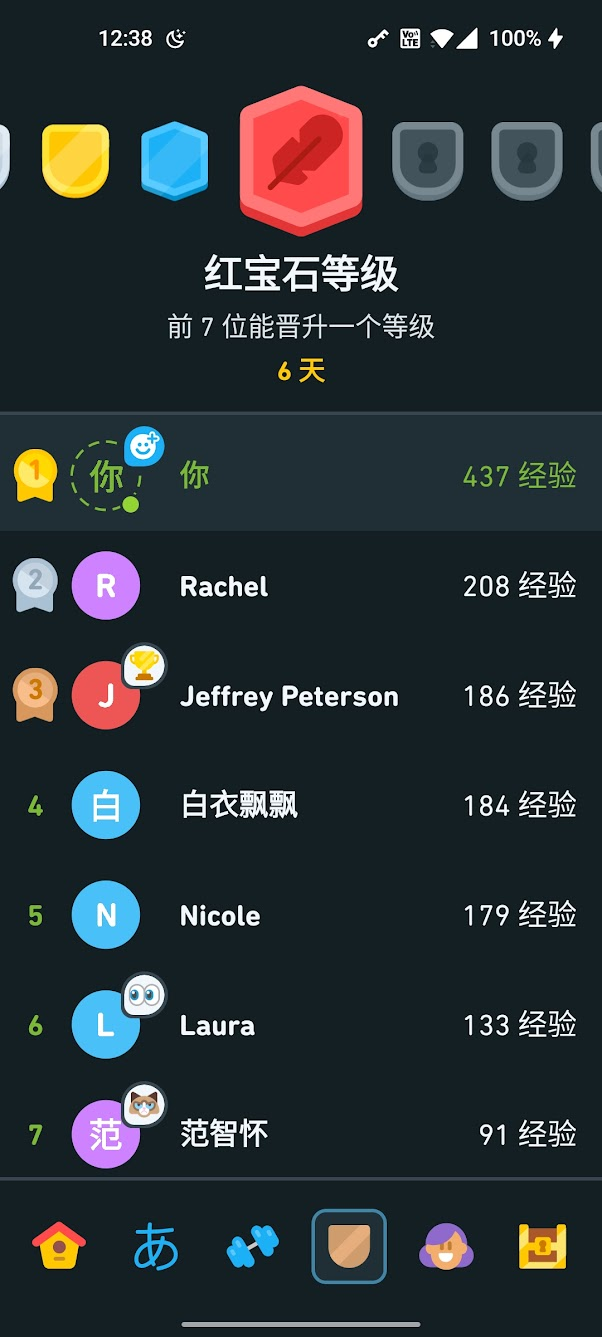 12:38 Vo LTE 100%
红宝石等级
前 7 位能晋升一个等级
6 天
1 你 你 437 经验
2 R Rachel 208 经验
3 J Jeffrey Peterson 186 经验
4 白 白衣飘飘 184 经验
5 N Nicole 179 经验
6 L Laura 133 经验
7 范 范智怀 91 经验
あ